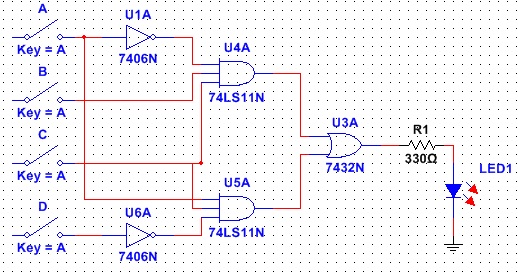 A
Key = A
U1A
7406N
B
Key = A
U4A
74LS11N
C
Key = A
U3A
7432N
R1
330Ω
LED1
U5A
74LS11N
D
Key = A
U6A
7406N